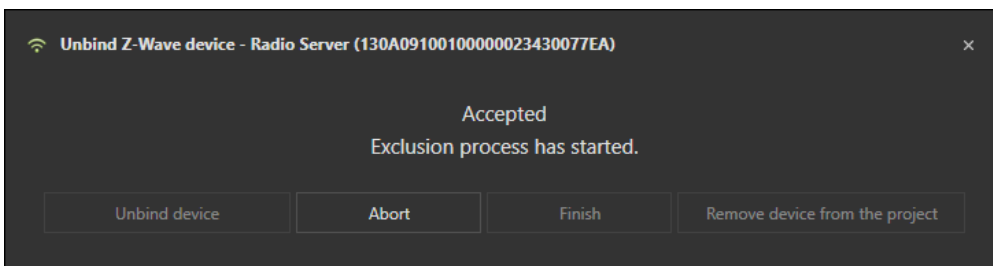 Unbind Z-Wave device - Radio Server (130A09100100000023430077EA)
Accepted
Exclusion process has started.
Unbind device
Abort
Finish
Remove device from the project